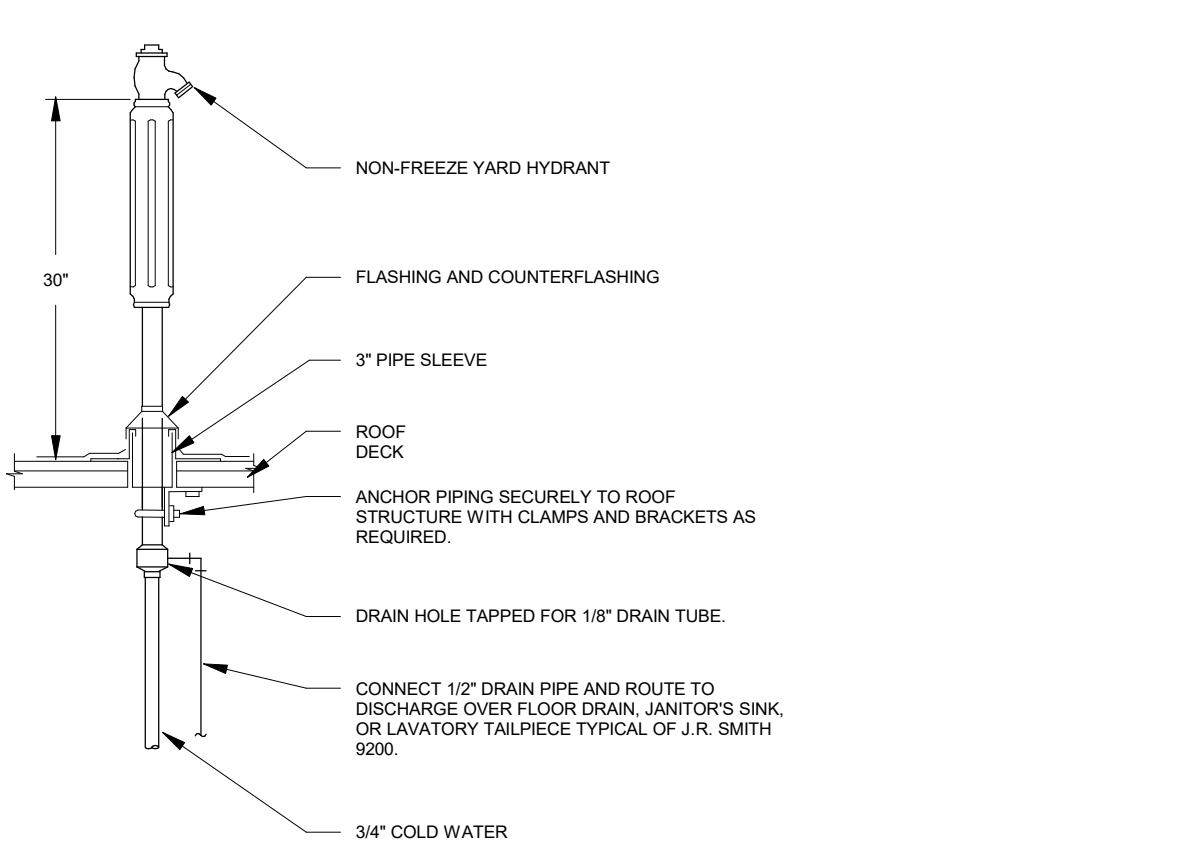 NON-FREEZE YARD HYDRANT
30"
FLASHING AND COUNTERFLASHING
3" PIPE SLEEVE
ROOF
DECK
ANCHOR PIPING SECURELY TO ROOF
STRUCTURE WITH CLAMPS AND BRACKETS AS
REQUIRED.
DRAIN HOLE TAPPED FOR 1/8" DRAIN TUBE.
CONNECT 1/2" DRAIN PIPE AND ROUTE TO
DISCHARGE OVER FLOOR DRAIN, JANITOR'S SINK,
OR LAVATORY TAILPIECE TYPICAL OF J.R. SMITH
9200.
3/4" COLD WATER